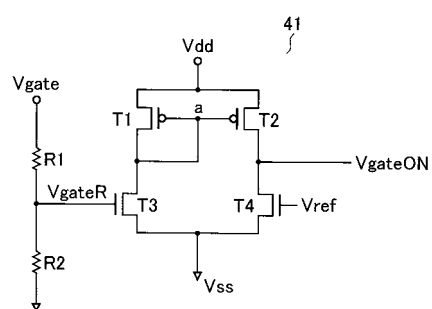 41
Vdd
Vgate
a
T1
T2
R1
VgateON
VgateR
T3
T4
Vref
R2
Vss